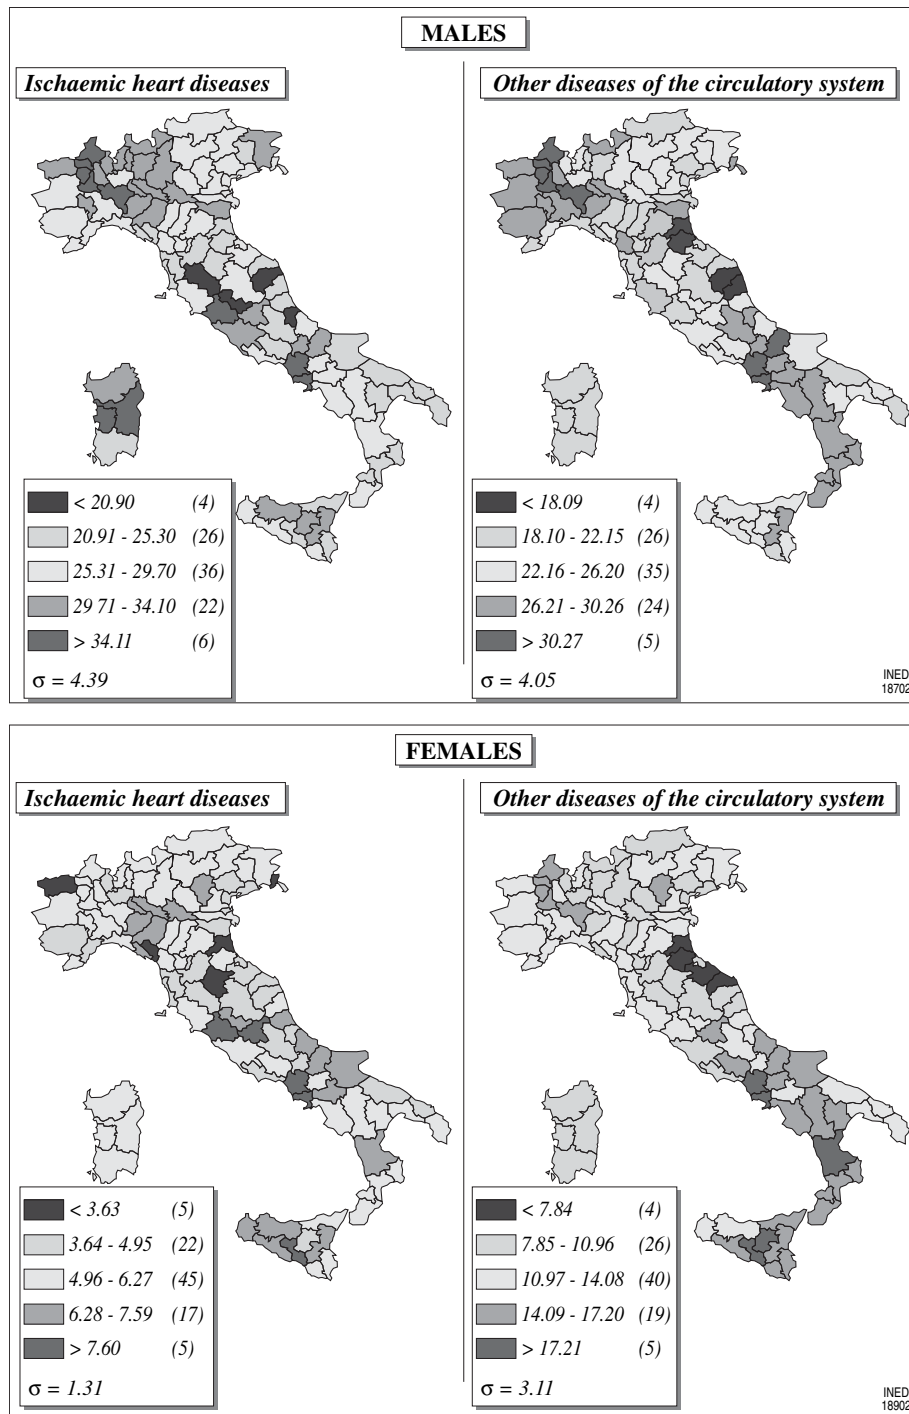 MALES
Ischaemic heart diseases
< 20.90 (4)
20.91 - 25.30 (26)
25.31 - 29.70 (36)
29 71 - 34.10 (22)
> 34.11 (6)
σ = 4.39
Other diseases of the circulatory system
< 18.09 (4)
18.10 - 22.15 (26)
22.16 - 26.20 (35)
26.21 - 30.26 (24)
> 30.27 (5)
σ = 4.05
INED
18702
FEMALES
Ischaemic heart diseases
< 3.63 (5)
3.64 - 4.95 (22)
4.96 - 6.27 (45)
6.28 - 7.59 (17)
> 7.60 (5)
σ = 1.31
Other diseases of the circulatory system
< 7.84 (4)
7.85 - 10.96 (26)
10.97 - 14.08 (40)
14.09 - 17.20 (19)
> 17.21 (5)
σ = 3.11
INED
18902